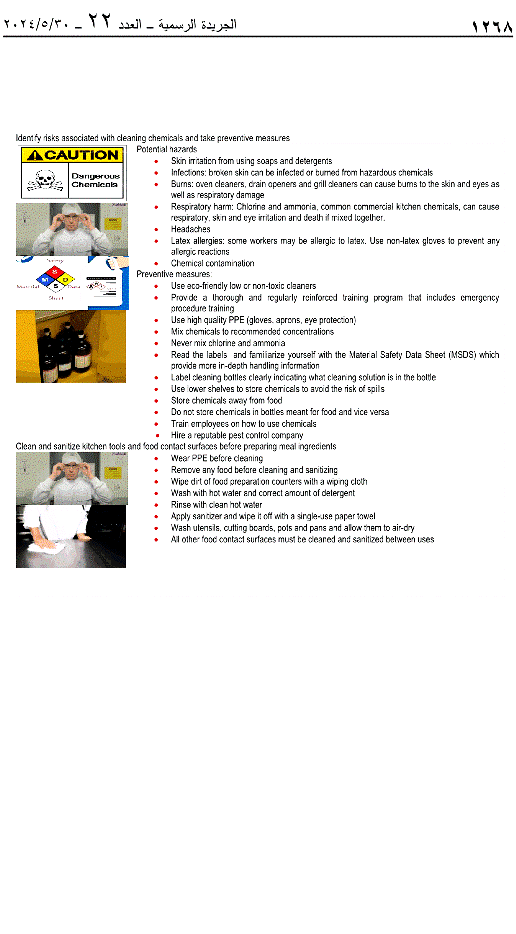 الجريدة الرسمية – العدد ٢٢ – ٢٠٢٤/٥/٣٠
١٢٦٨
Identify risks associated with cleaning chemicals and take preventive measures
CAUTION
Dangerous
Chemicals
Potential hazards
Skin irritation from using soaps and detergents
Infections: broken skin can be infected or burned from hazardous chemicals
Burns: oven cleaners, drain openers and grill cleaners can cause burns to the skin and eyes as
well as respiratory damage
Respiratory harm: Chlorine and ammonia, common commercial kitchen chemicals, can cause
respiratory, skin and eye irritation and death if mixed together.
Headaches
Latex allergies: some workers may be allergic to latex. Use non-latex gloves to prevent any
allergic reactions
Chemical contamination
Preventive measures:
Use eco-friendly low or non-toxic cleaners
Provide a thorough and regularly reinforced training program that includes emergency
procedure training
Use high quality PPE (gloves, aprons, eye protection)
Mix chemicals to recommended concentrations
Never mix chlorine and ammonia
Read the labels and familiarize yourself with the Material Safety Data Sheet (MSDS) which
provide more in-depth handling information
Label cleaning bottles clearly indicating what cleaning solution is in the bottle
Use lower shelves to store chemicals to avoid the risk of spills
Store chemicals away from food
Do not store chemicals in bottles meant for food and vice versa
Train employees on how to use chemicals
Hire a reputable pest control company
Clean and sanitize kitchen tools and food contact surfaces before preparing meal ingredients
Wear PPE before cleaning
Remove any food before cleaning and sanitizing
Wipe dirt of food preparation counters with a wiping cloth
Wash with hot water and correct amount of detergent
Rinse with clean hot water
Apply sanitizer and wipe it off with a single-use paper towel
Wash utensils, cutting boards, pots and pans and allow them to air-dry
All other food contact surfaces must be cleaned and sanitized between uses